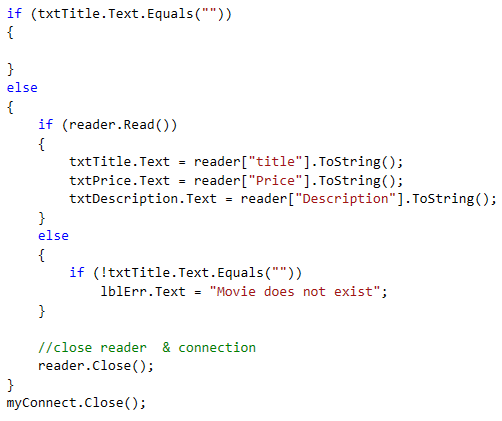 if (txtTitle.Text.Equals(""))
{

}
else
{
    if (reader.Read())
    {
        txtTitle.Text = reader["title"].ToString();
        txtPrice.Text = reader["Price"].ToString();
        txtDescription.Text = reader["Description"].ToString();
    }
    else
    {
        if (!txtTitle.Text.Equals(""))
            lblErr.Text = "Movie does not exist";
    }

    //close reader  & connection
    reader.Close();
}
myConnect.Close();